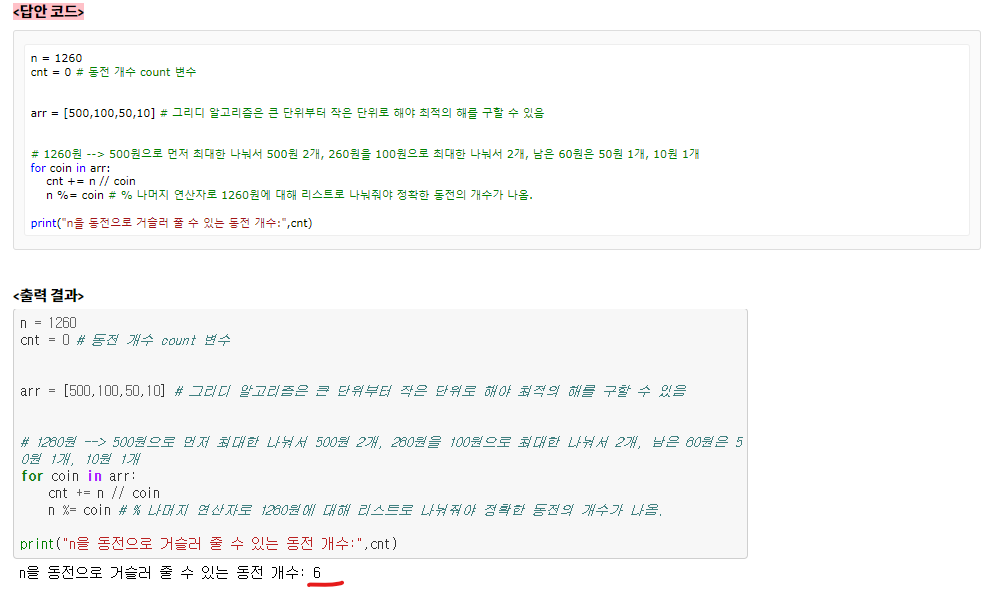 <답안 코드>
n = 1260
cnt = 0 # 동전 개수 count 변수
arr = [500,100,50,10] # 그리디 알고리즘은 큰 단위부터 작은 단위로 해야 최적의 해를 구할 수 있음
# 1260원 --> 500원으로 먼저 최대한 나눠서 500원 2개, 260원을 100원으로 최대한 나눠서 2개, 남은 60원은 50원 1개, 10원 1개
for coin in arr:
    cnt += n // coin
    n %= coin # % 나머지 연산자로 1260원에 대해 리스트로 나눠줘야 정확한 동전의 개수가 나옴.
print("n을 동전으로 거슬러 줄 수 있는 동전 개수:",cnt)
<출력 결과>
n = 1260
cnt = 0 # 동전 개수 count 변수
arr = [500,100,50,10] # 그리디 알고리즘은 큰 단위부터 작은 단위로 해야 최적의 해를 구할 수 있음
# 1260원 --> 500원으로 먼저 최대한 나눠서 500원 2개, 260원을 100원으로 최대한 나눠서 2개, 남은 60원은 5
0원 1개, 10원 1개
for coin in arr:
    cnt += n // coin
    n %= coin # % 나머지 연산자로 1260원에 대해 리스트로 나눠줘야 정확한 동전의 개수가 나옴.
print("n을 동전으로 거슬러 줄 수 있는 동전 개수:",cnt)
n을 동전으로 거슬러 줄 수 있는 동전 개수: 6